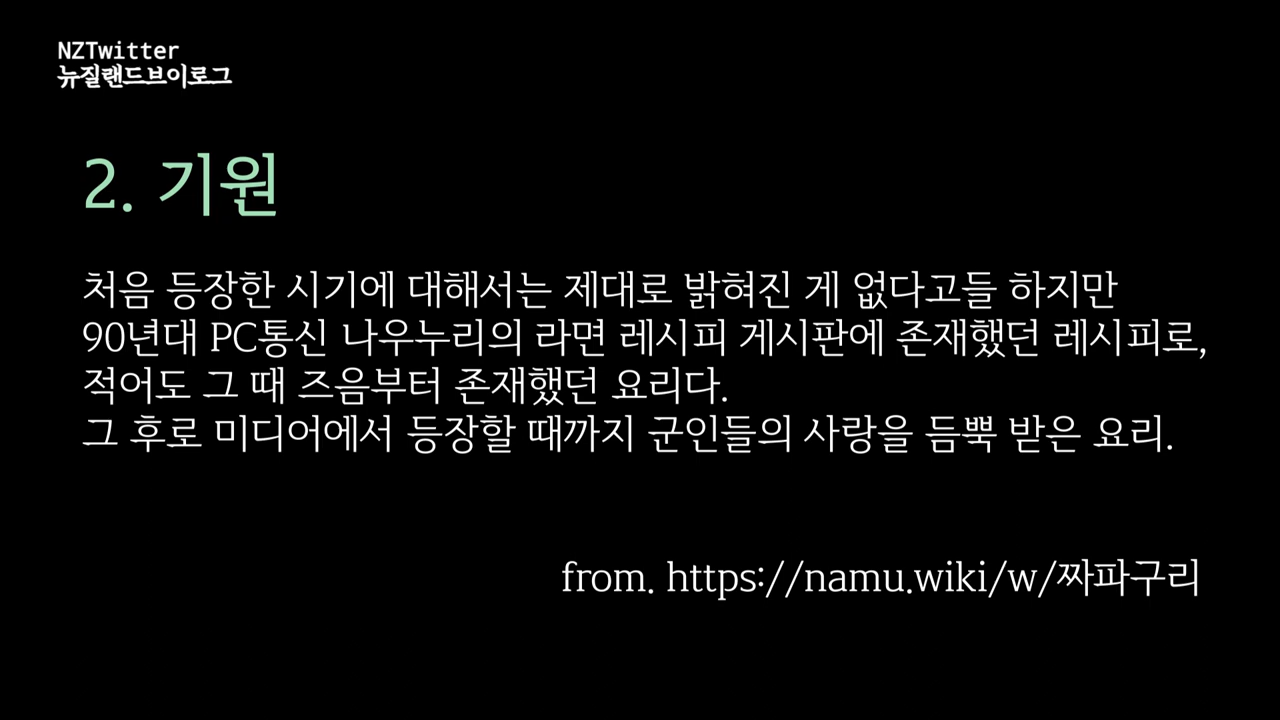 NZTwitter
뉴질랜드브이로그
2. 기원
처음 등장한 시기에 대해서는 제대로 밝혀진 게 없다고들 하지만
90년대 PC통신 나우누리의 라면 레시피 게시판에 존재했던 레시피로,
적어도 그 때 즈음부터 존재했던 요리다.
그 후로 미디어에서 등장할 때까지 군인들의 사랑을 듬뿍 받은 요리.
from. https://namu.wiki/w/짜파구리